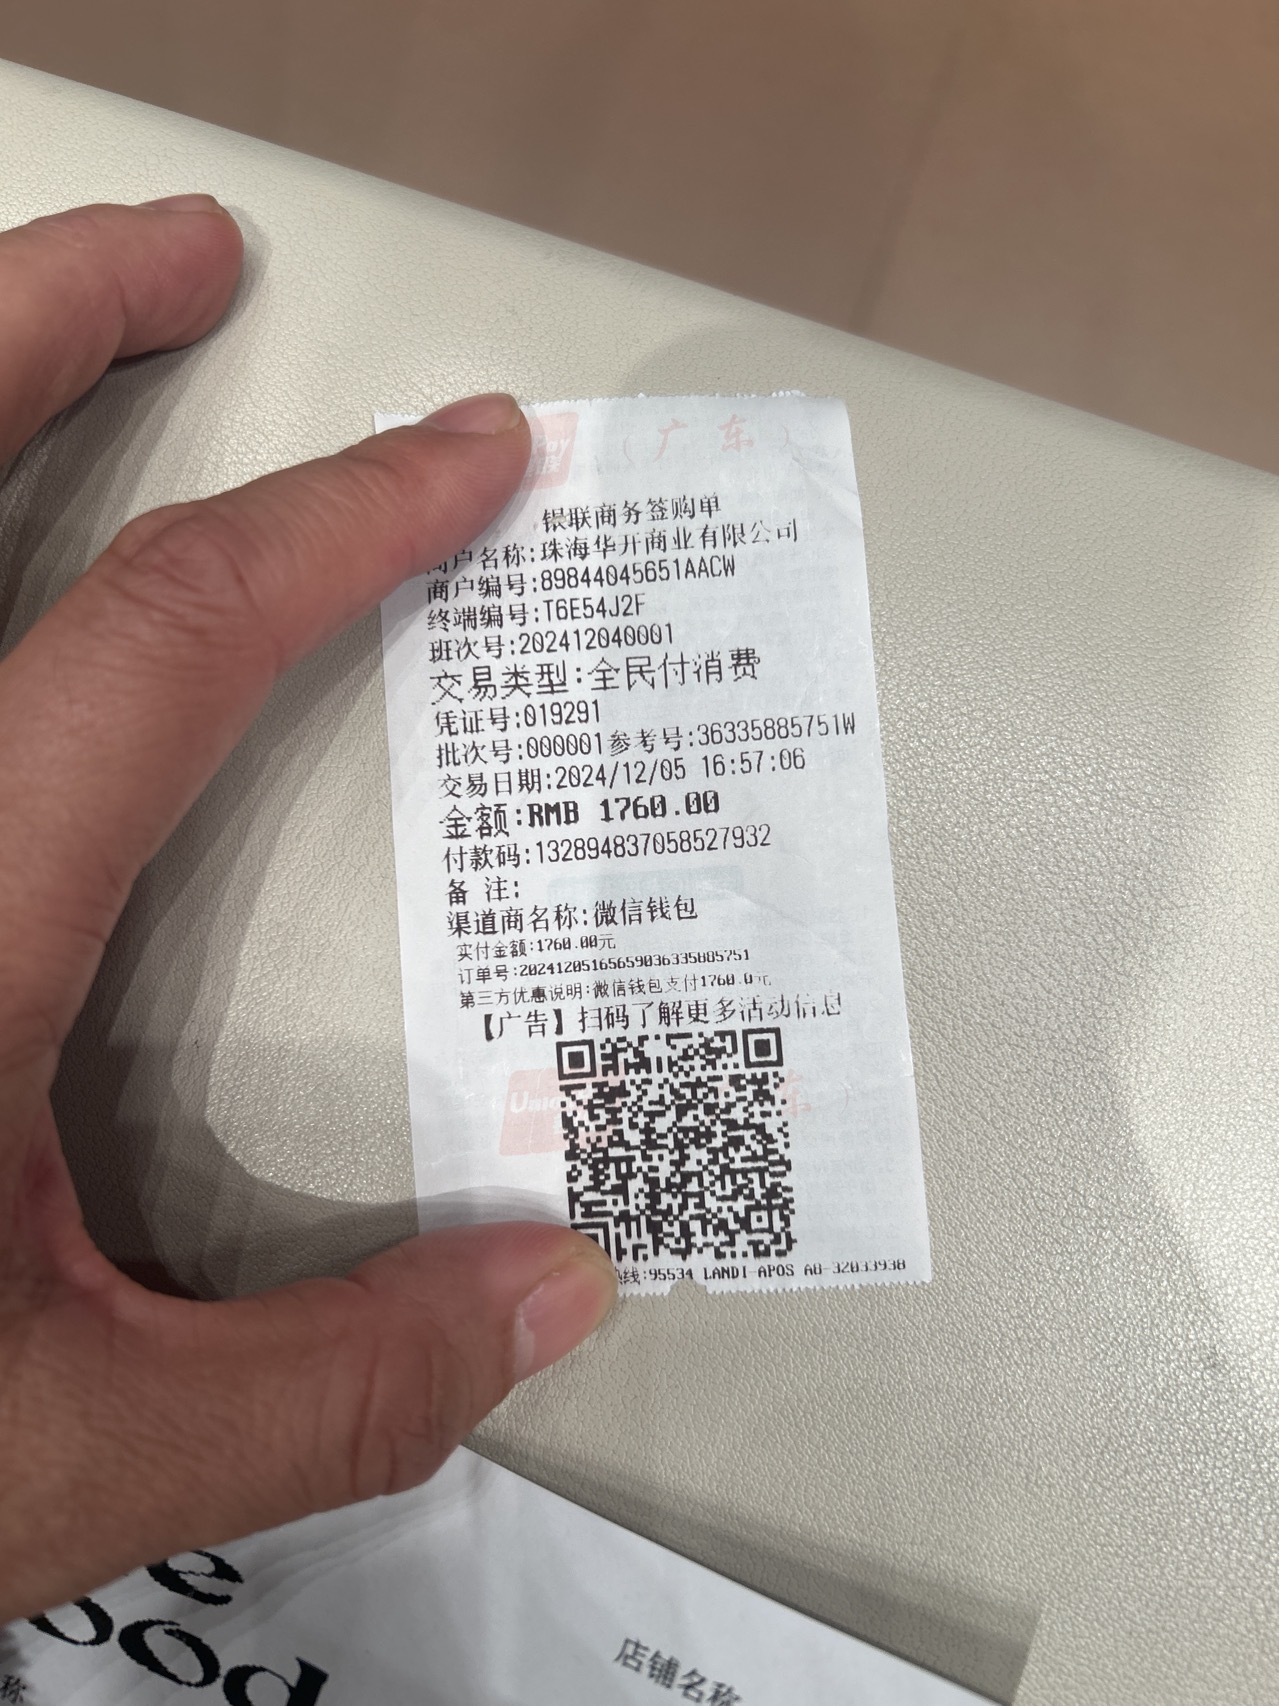 Pay
（广东）
银联商务签购单
商户名称:珠海华开商业有限公司
商户编号:89844045651AACW
终端编号:T6E54J2F
班次号:202412040001
交易类型:全民付消费
凭证号:019291
批次号:000001参考号:36335885751W
交易日期:2024/12/05 16:57:06
金额:RMB 1760.00
付款码:132894837058527932
备 注:
渠道商名称:微信钱包
实付金额:1760.00元
订单号:20241205165659036335885751
第三方优惠说明:微信钱包支付1760.0元
【广告】扫码了解更多活动信息
东
线:95534 LANDI-APOS A8-32033938
店铺名称
称